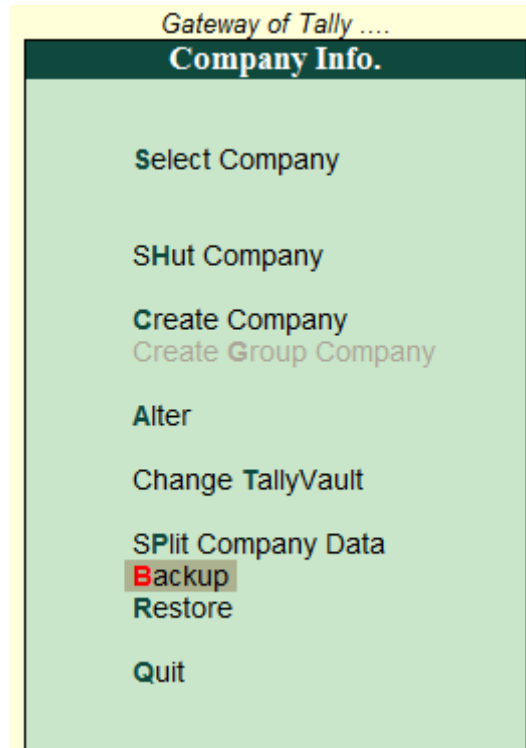 Gateway of Tally ....
Company Info.
Select Company
SHut Company
Create Company
Create Group Company
Alter
Change TallyVault
SPlit Company Data
Backup
Restore
Quit